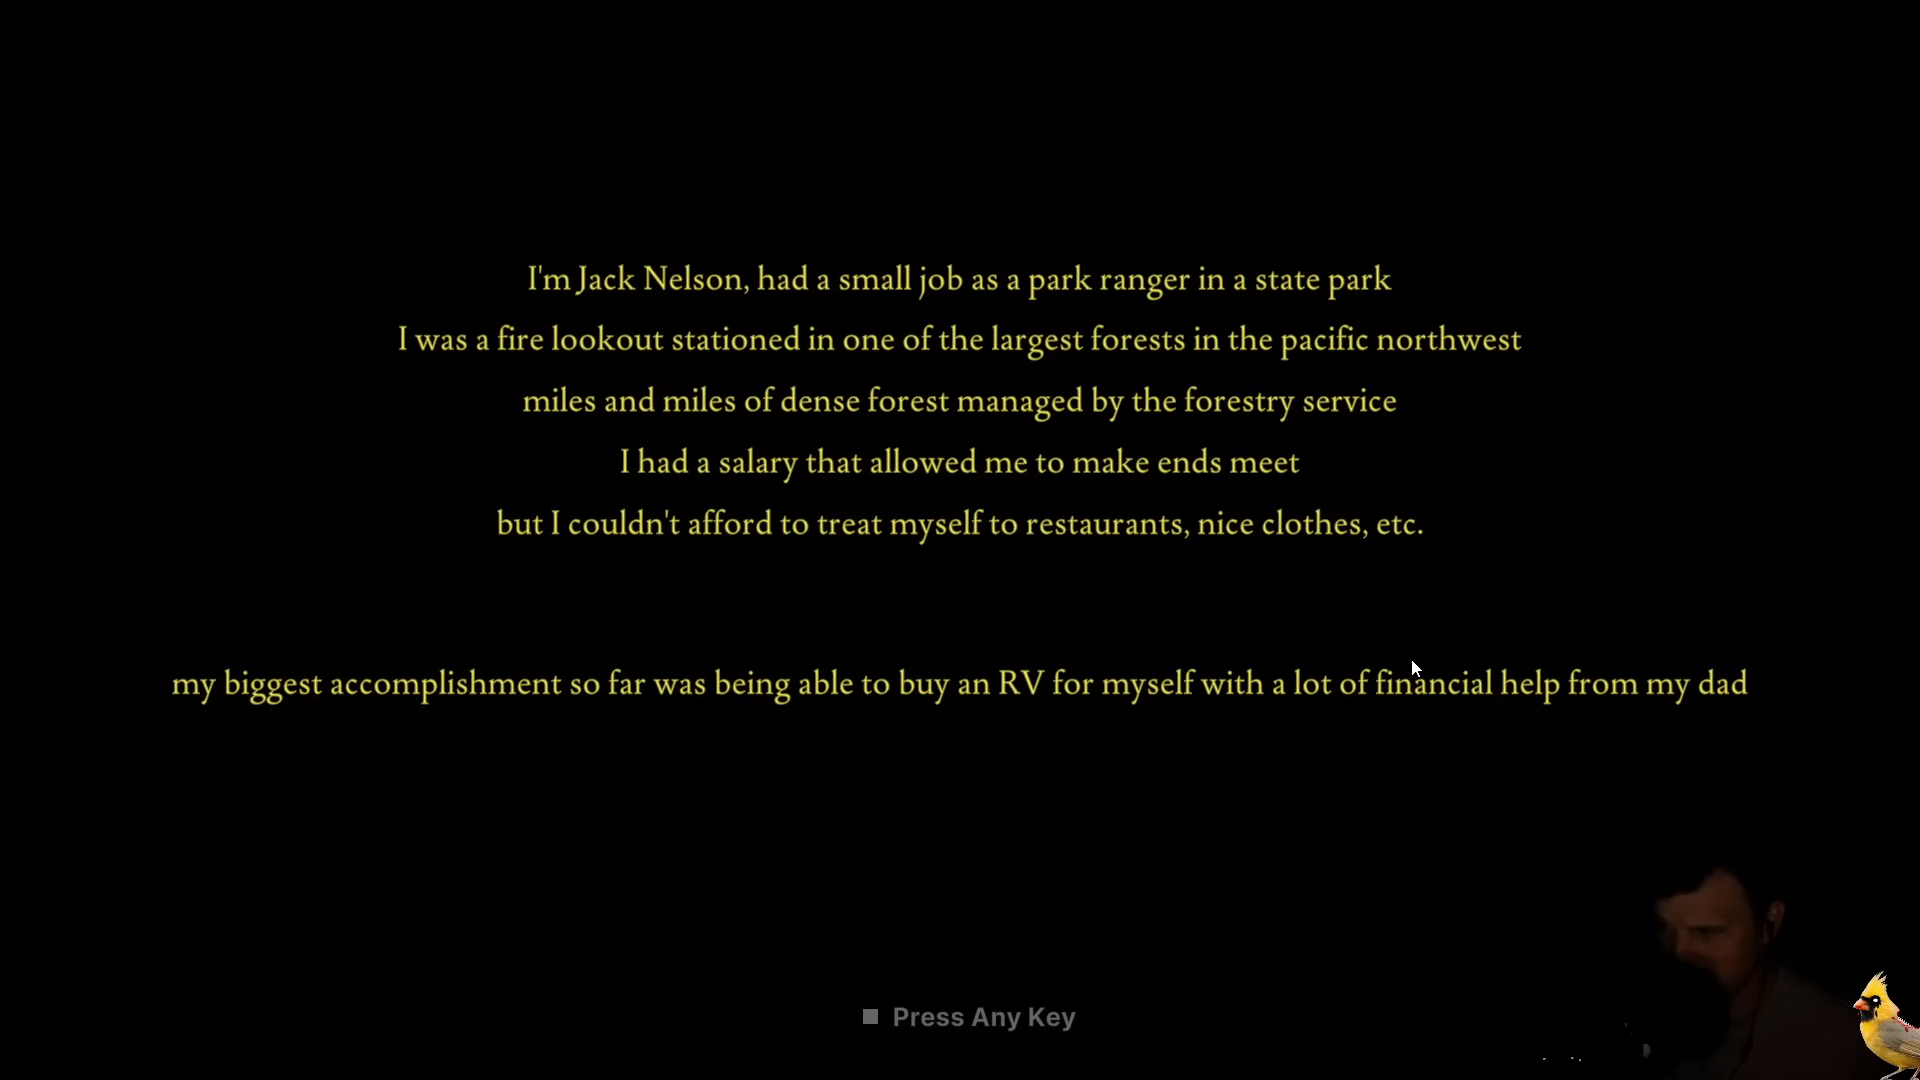 I'm Jack Nelson, had a small job as a park ranger in a state park
I was a fire lookout stationed in one of the largest forests in the pacific northwest
miles and miles of dense forest managed by the forestry service
I had a salary that allowed me to make ends meet
but I couldn't afford to treat myself to restaurants, nice clothes, etc.
my biggest accomplishment so far was being able to buy an RV for myself with a lot of financial help from my dad
Press Any Key